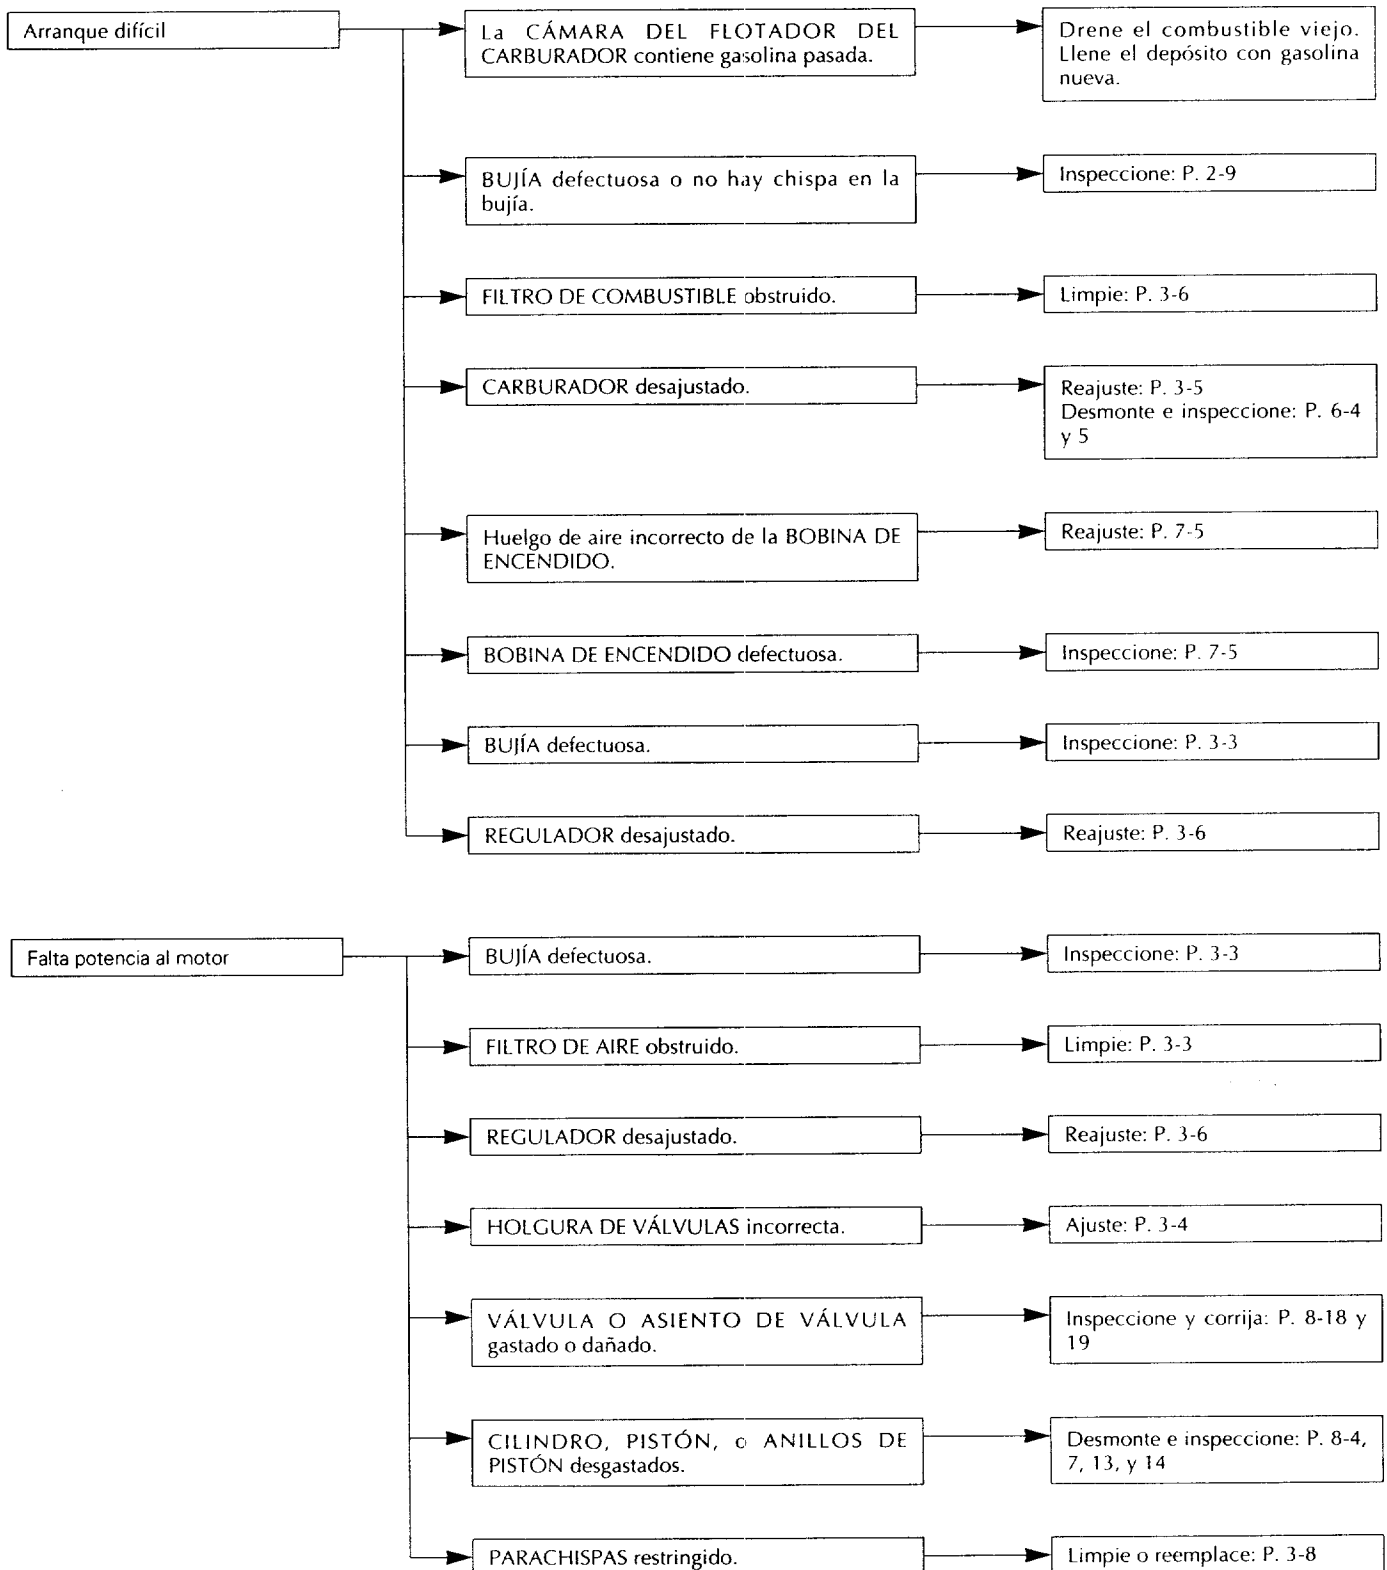 Arranque difícil
La CÁMARA DEL FLOTADOR DEL
CARBURADOR contiene gasolina pasada.
Drene el combustible viejo.
Llene el depósito con gasolina
nueva.
BUJÍA defectuosa o no hay chispa en la
bujía.
Inspeccione: P. 2-9
FILTRO DE COMBUSTIBLE obstruido.
Limpie: P. 3-6
CARBURADOR desajustado.
Reajuste: P. 3-5
Desmonte e inspeccione: P. 6-4
y 5
Huelgo de aire incorrecto de la BOBINA DE
ENCENDIDO.
Reajuste: P. 7-5
BOBINA DE ENCENDIDO defectuosa.
Inspeccione: P. 7-5
BUJÍA defectuosa.
Inspeccione: P. 3-3
REGULADOR desajustado.
Reajuste: P. 3-6
Falta potencia al motor
BUJÍA defectuosa.
Inspeccione: P. 3-3
FILTRO DE AIRE obstruido.
Limpie: P. 3-3
REGULADOR desajustado.
Reajuste: P. 3-6
HOLGURA DE VÁLVULAS incorrecta.
Ajuste: P. 3-4
VÁLVULA O ASIENTO DE VÁLVULA
gastado o dañado.
Inspeccione y corrija: P. 8-18 y
19
CILINDRO, PISTÓN, o ANILLOS DE
PISTÓN desgastados.
Desmonte e inspeccione: P. 8-4,
7, 13, y 14
PARACHISPAS restringido.
Limpie o reemplace: P. 3-8